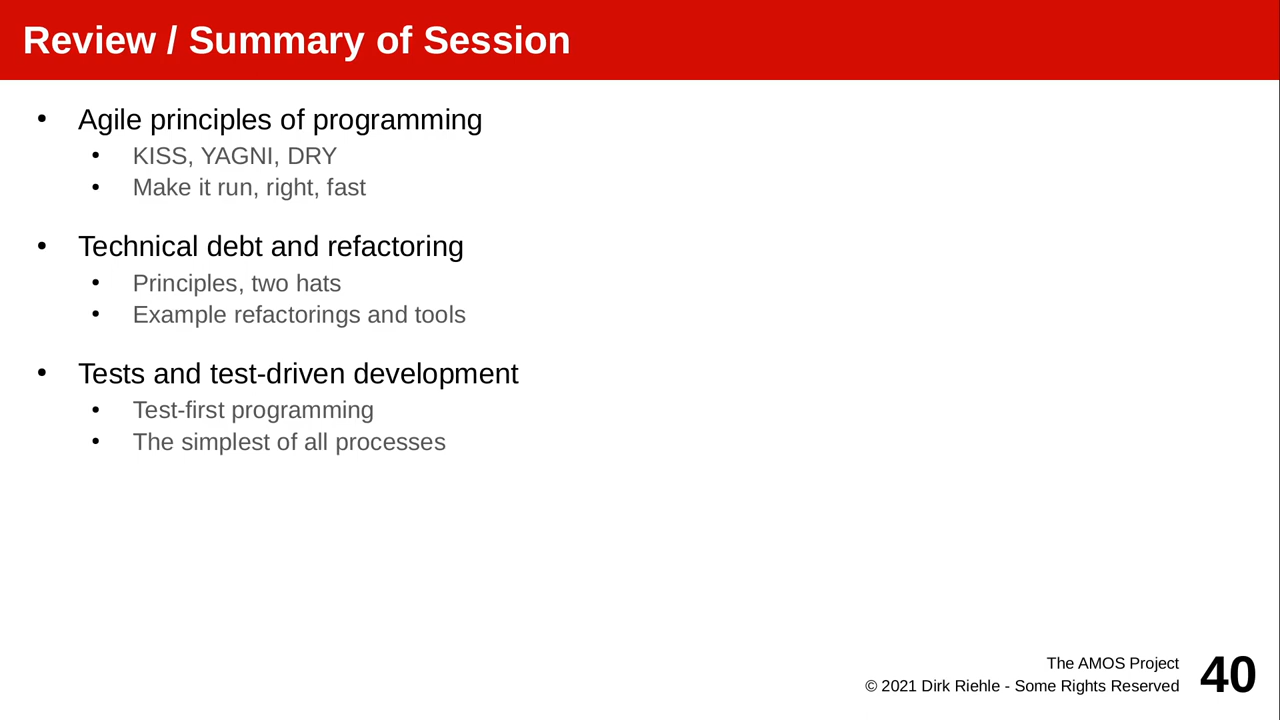 Review / Summary of Session
• Agile principles of programming
• KISS, YAGNI, DRY
• Make it run, right, fast
• Technical debt and refactoring
• Principles, two hats
• Example refactorings and tools
• Tests and test-driven development
• Test-first programming
• The simplest of all processes
The AMOS Project
© 2021 Dirk Riehle - Some Rights Reserved
40